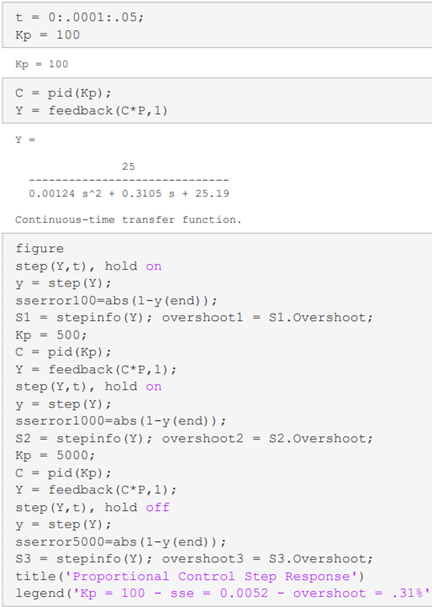 t = 0:.0001:.05;
Kp = 100
Kp = 100
C = pid(Kp);
Y = feedback(C*P,1)
Y =
25
------------------------------
0.00124 s^2 + 0.3105 s + 25.19
Continuous-time transfer function.
figure
step(Y,t), hold on
y = step(Y);
sserror100=abs(1-y(end));
S1 = stepinfo(Y); overshoot1 = S1.Overshoot;
Kp = 500;
C = pid(Kp);
Y = feedback(C*P,1);
step(Y,t), hold on
y = step(Y);
sserror1000=abs(1-y(end));
S2 = stepinfo(Y); overshoot2 = S2.Overshoot;
Kp = 5000;
C = pid(Kp);
Y = feedback(C*P,1);
step(Y,t), hold off
y = step(Y);
sserror5000=abs(1-y(end));
S3 = stepinfo(Y); overshoot3 = S3.Overshoot;
title('Proportional Control Step Response')
legend('Kp = 100 - sse = 0.0052 - overshoot = .31%'